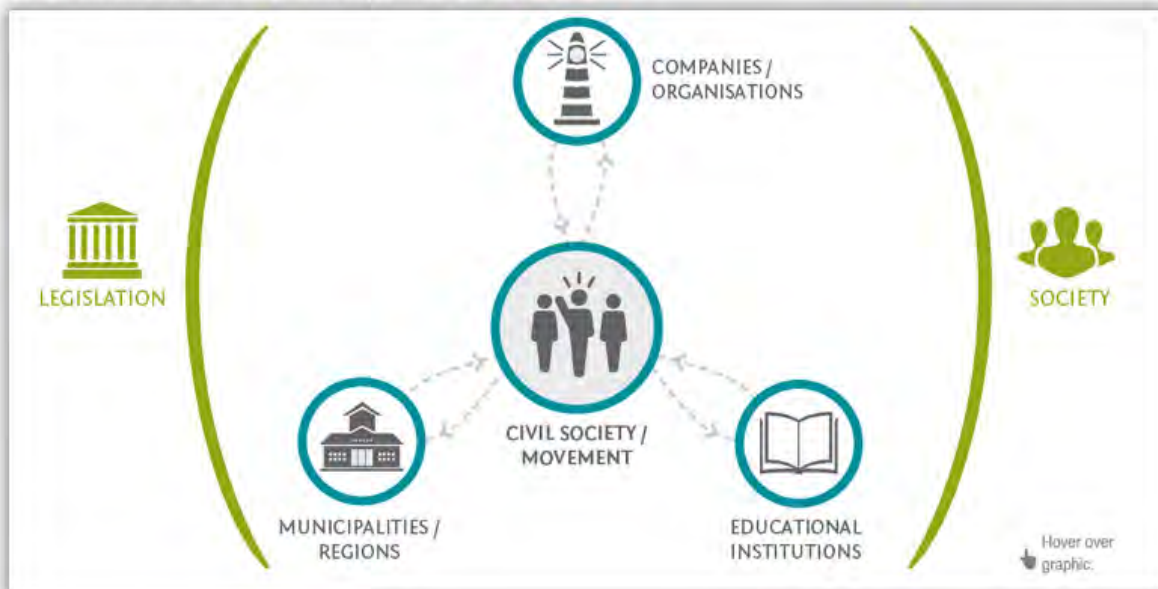 COMPANIES /
ORGANISATIONS
LEGISLATION
SOCIETY
CIVIL SOCIETY /
MOVEMENT
MUNICIPALITIES /
REGIONS
EDUCATIONAL
INSTITUTIONS
Hover over
graphic.